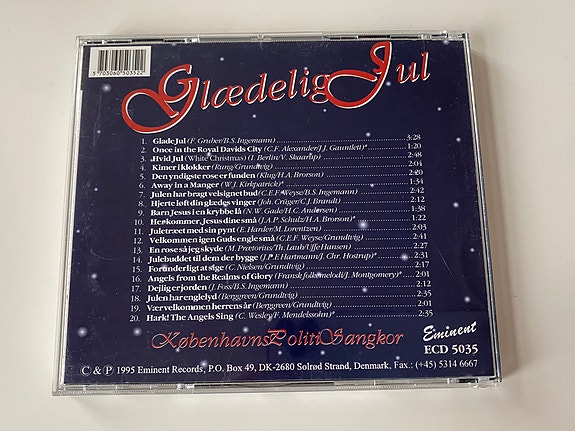 5 703060 503522
Glædelig Jul
1. Glade Jul (F. Gruber/B.S. Ingemann) 3:28
2. Once in the Royal Davids City (C.F. Alexander/J.J. Gauntlett)* 1:20
3. Hvid Jul (White Christmas) (I. Berlin/V. Skaarup) 2:48
4. Kimer i klokker (Rung/Grundtvig) 2:04
5. Den yndigste rose er funden (Klug/H.A. Brorson) 2:49
6. Away in a Manger (W.J. Kirkpatrick)* 1:34
7. Julen har bragt velsignet bud (C.E.F. Weyse/B.S. Ingemann) 2:42
8. Hjerte løft din glædes vinger (Joh. Crüger/C.J. Brandt) 2:12
9. Barn Jesus i en krybbe lå (N.W. Gade/H.C. Andersen) 1:38
10. Her kommer, Jesus dine små (J.A.P. Schulz/H.A. Brorson)* 1:22
11. Juletræet med sin pynt (E. Harder/M. Lorentzen) 2:03
12. Velkommen igen Guds engle små (C.E.F. Weyse/Grundtvig) 2:41
13. En rose så jeg skyde (M. Prætorius/Th. Laub/Uffe Hansen) 2:31
14. Julebuddet til dem der bygge (J.P.E Hartmann/J. Chr. Hostrup)* 2:27
15. Forunderligt at sige (C. Nielsen/Grundtvig) 2:17
16. Angels from the Realms of Glory (Fransk folkemelodi/J. Montgomery)* 2:01
17. Dejlig er jorden (J. Foss/B.S. Ingemann) 2:12
18. Julen har englelyd (Berggreen/Grundtvig) 2:35
19. Vær velkommen herrens år (Berggreen/Grundtvig) 2:01
20. Hark! The Angels Sing (C. Wesley/F. Mendelssohn)* 2:35
KøbenhavnsPolitiSangkor
Eminent
ECD 5035
C & P 1995 Eminent Records, P.O. Box 49, DK-2680 Solrød Strand, Denmark, Fax.: (+45) 5314 6667